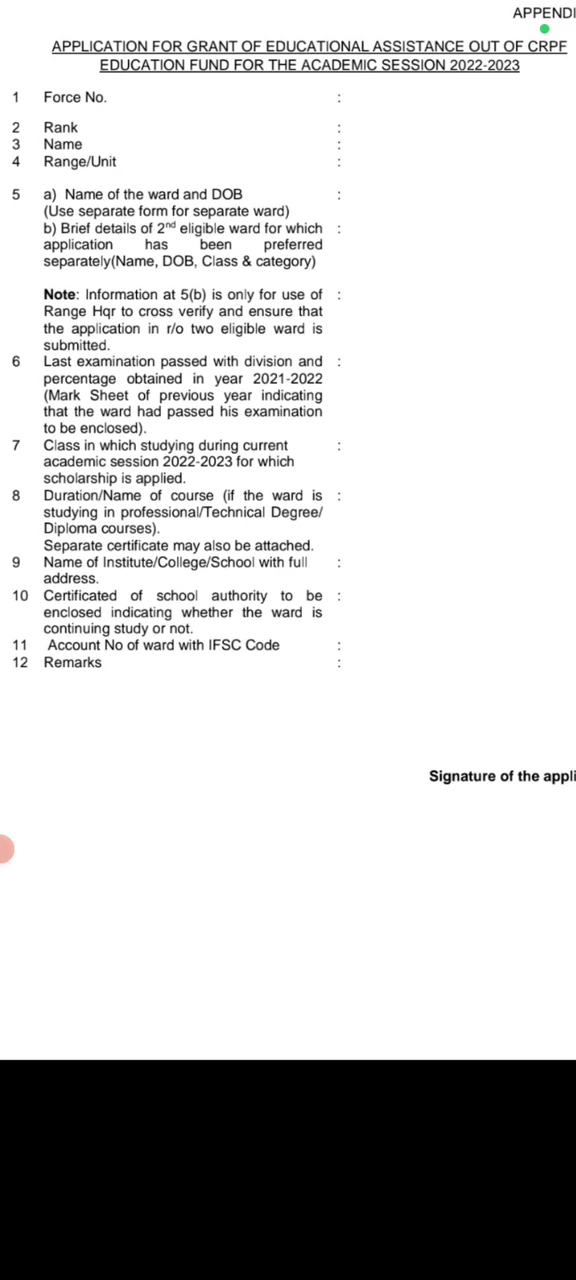 APPENDI
APPLICATION FOR GRANT OF EDUCATIONAL ASSISTANCE OUT OF CRPF
EDUCATION FUND FOR THE ACADEMIC SESSION 2022-2023
1 Force No. :
2 Rank :
3 Name :
4 Range/Unit :
5 a) Name of the ward and DOB :
(Use separate form for separate ward)
b) Brief details of 2nd eligible ward for which :
application has been preferred
separately(Name, DOB, Class & category)
Note: Information at 5(b) is only for use of :
Range Hqr to cross verify and ensure that
the application in r/o two eligible ward is
submitted.
6 Last examination passed with division and :
percentage obtained in year 2021-2022
(Mark Sheet of previous year indicating
that the ward had passed his examination
to be enclosed).
7 Class in which studying during current :
academic session 2022-2023 for which
scholarship is applied.
8 Duration/Name of course (if the ward is :
studying in professional/Technical Degree/
Diploma courses).
Separate certificate may also be attached.
9 Name of Institute/College/School with full :
address.
10 Certificated of school authority to be :
enclosed indicating whether the ward is
continuing study or not.
11 Account No of ward with IFSC Code :
12 Remarks :
Signature of the appli